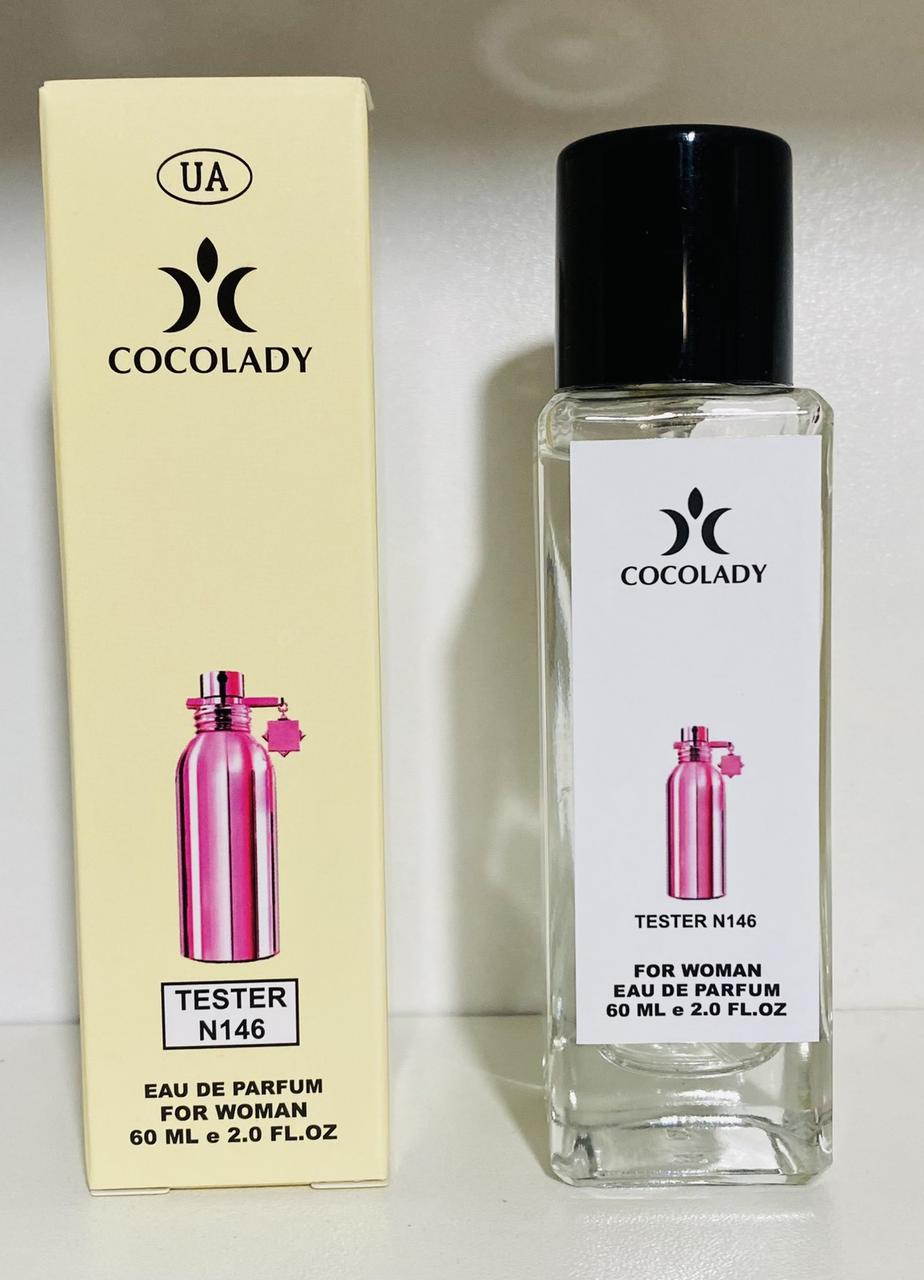 UA
COCOLADY
TESTER
N146
EAU DE PARFUM
FOR WOMAN
60 ML e 2.0 FL.OZ
COCOLADY
TESTER N146
FOR WOMAN
EAU DE PARFUM
60 ML e 2.0 FL.OZ